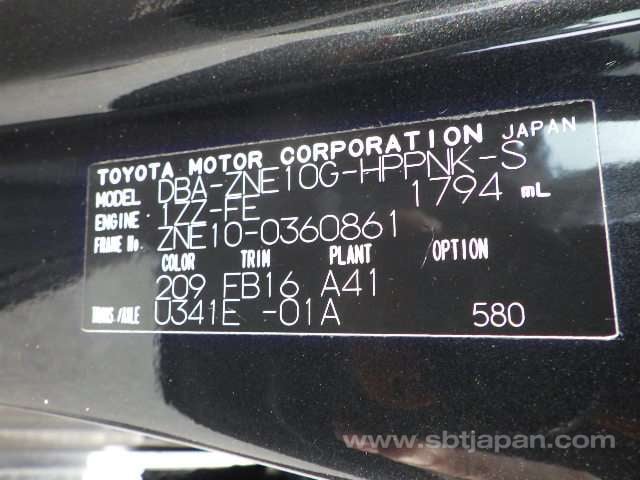 TOYOTA MOTOR CORPORATION JAPAN
MODEL DBA-ZNE10G-HPPNK-S
ENGINE 1ZZ-FE 1794 mL
FRAME No. ZNE10-0360861
COLOR TRIM PLANT OPTION
209 FB16 A41
TRANS./AXLE U341E -01A 580
www.sbtjapan.com